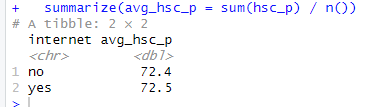 +   summarize(avg_hsc_p = sum(hsc_p) / n())
# A tibble: 2 × 2
  internet avg_hsc_p
  <chr>        <dbl>
1 no            72.4
2 yes           72.5
>